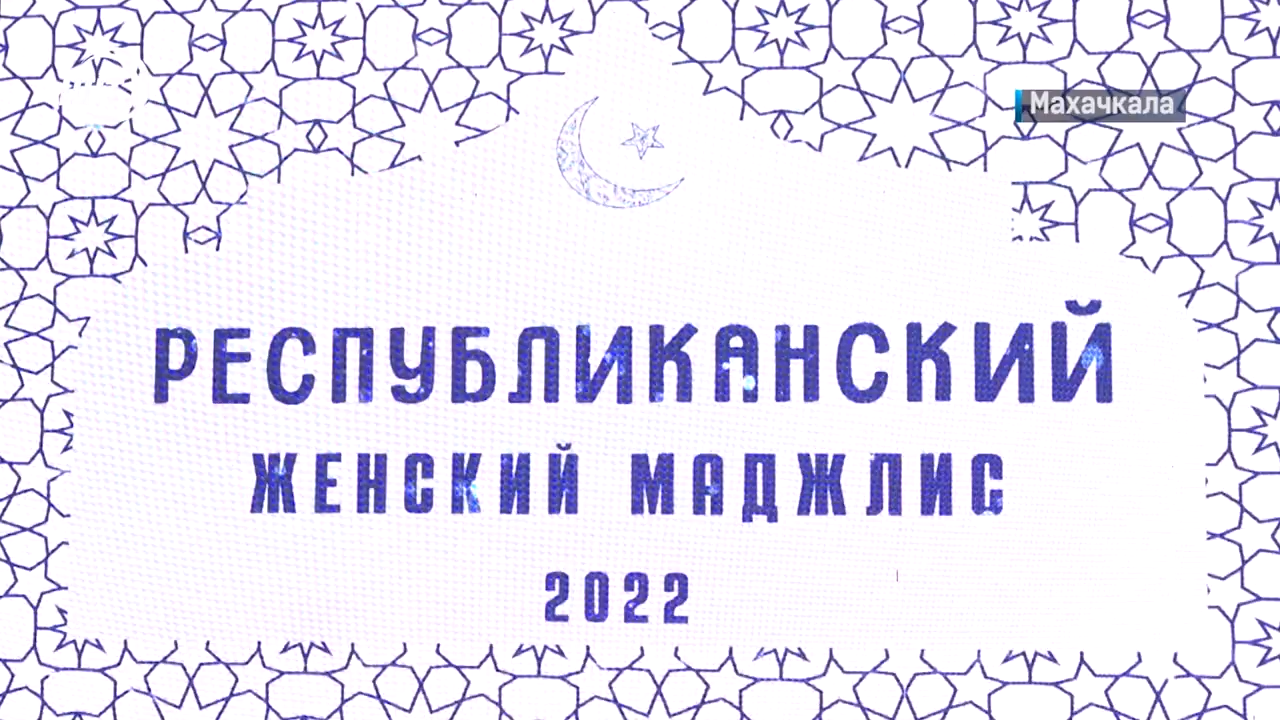 Махачкала
РЕСПУБЛИКАНСКИЙ
ЖЕНСКИЙ МАДЖЛИС
2022